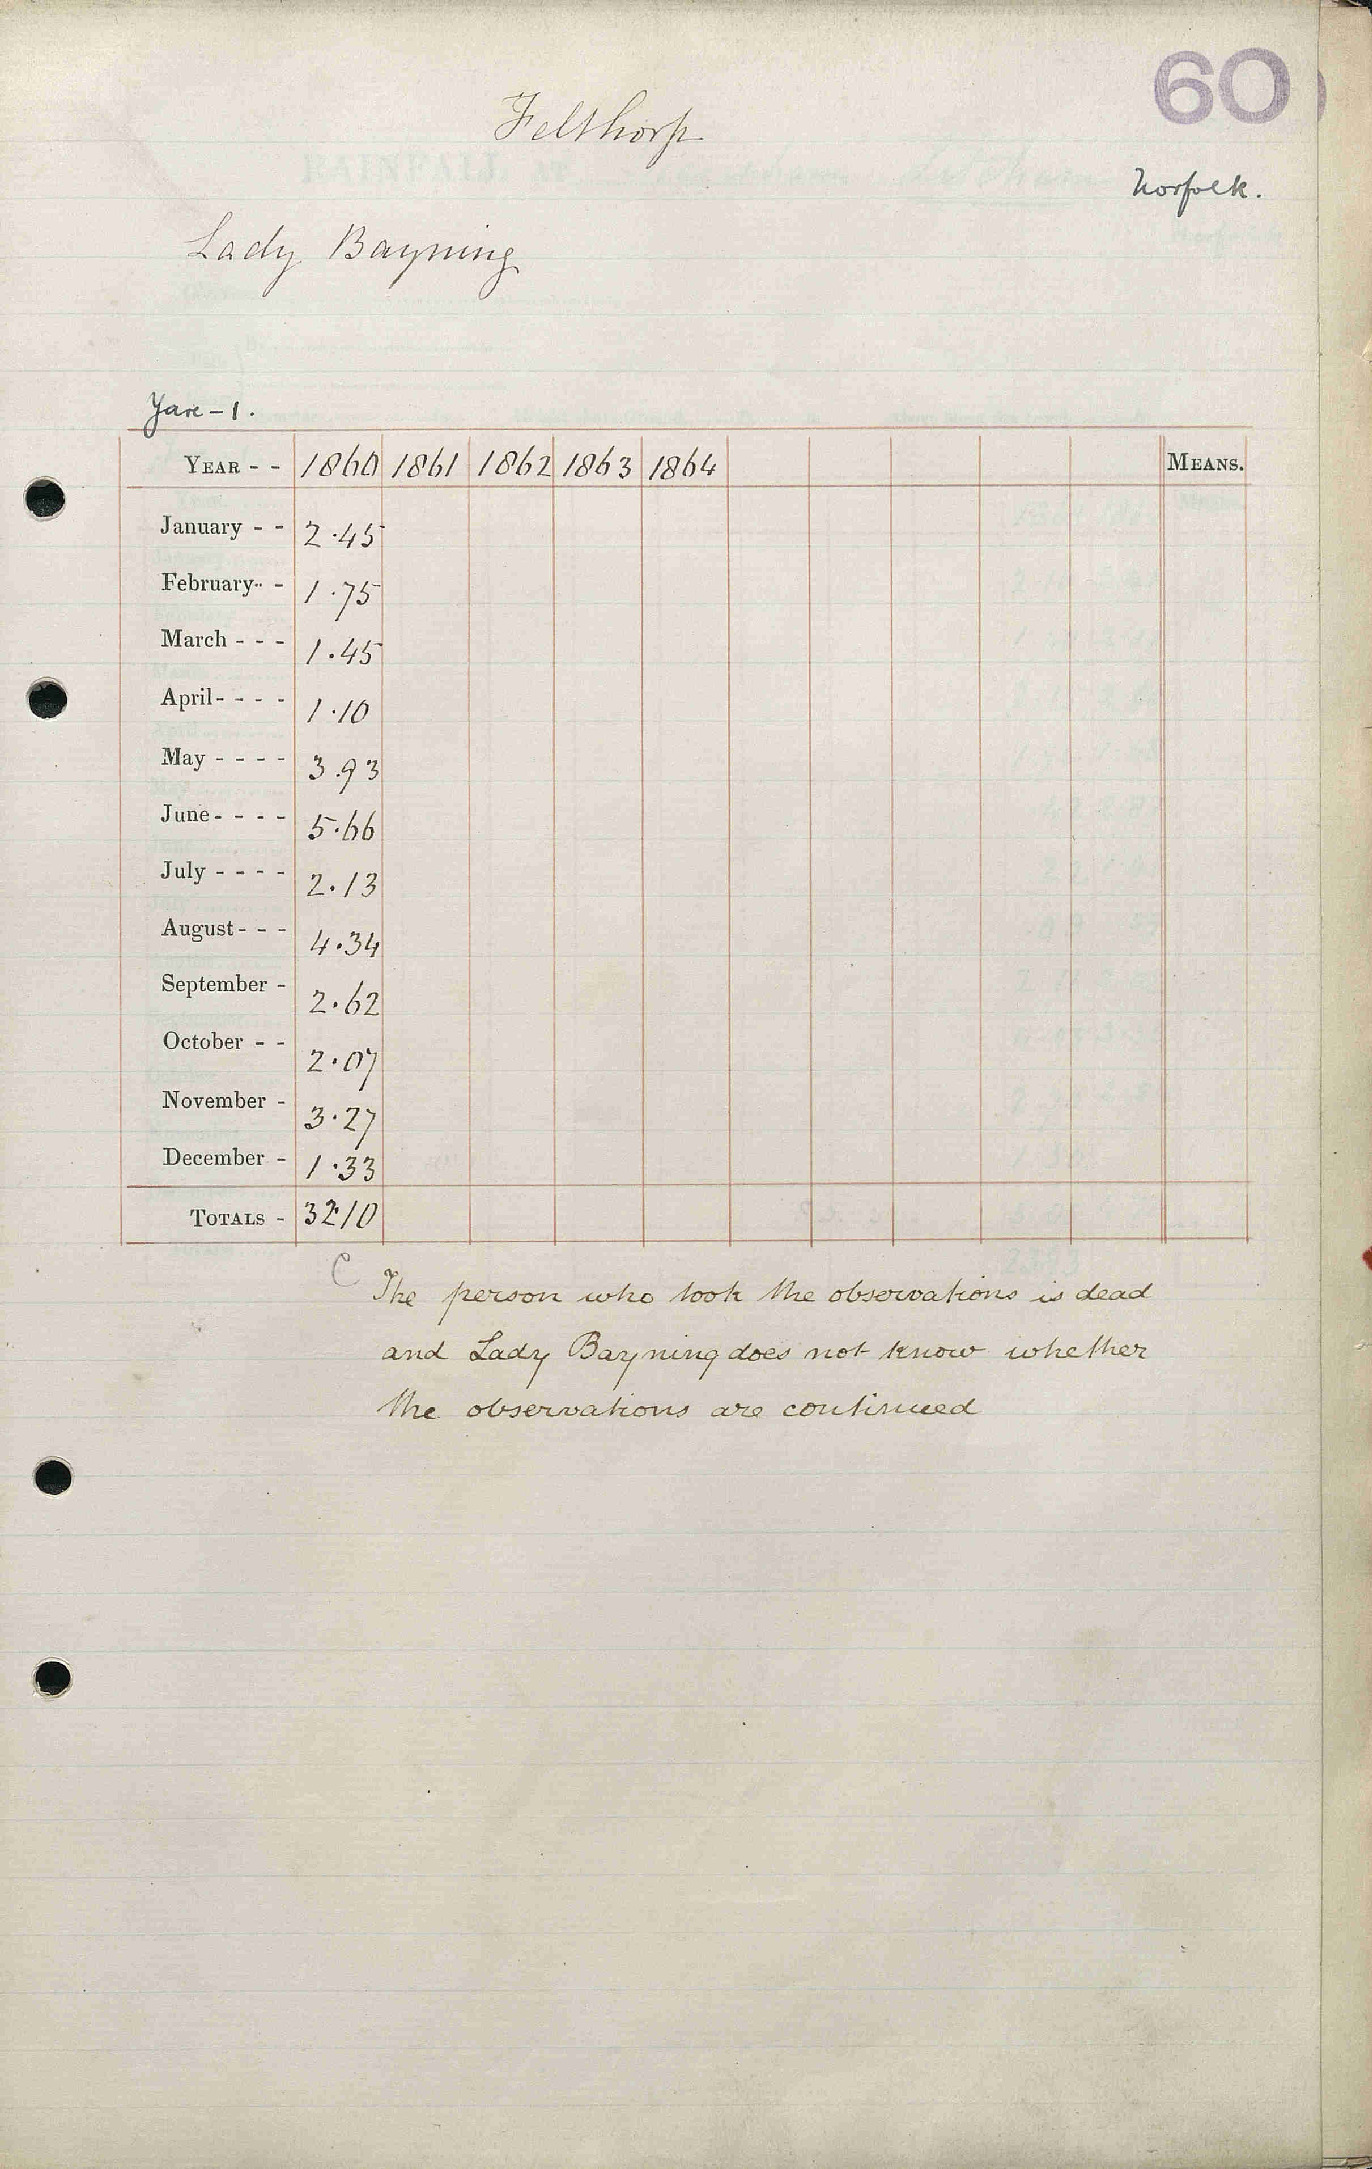 60
Felthorp
Norfolk.
Lady Bayning
Yare - 1.
YEAR - - 1860 1861 1862 1863 1864 MEANS.
January - - 2.45
February - 1.75
March - - - 1.45
April - - - - 1.10
May - - - - 3.93
June - - - - 5.66
July - - - - 2.13
August - - - 4.34
September - 2.62
October - - 2.07
November - 3.27
December - 1.33
TOTALS - 32.10
C
The person who took the observations is dead
and Lady Bayning does not know whether
the observations are continued